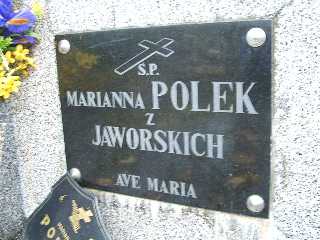 Ś.P.
MARIANNA POLEK
Z
JAWORSKICH
AVE MARIA